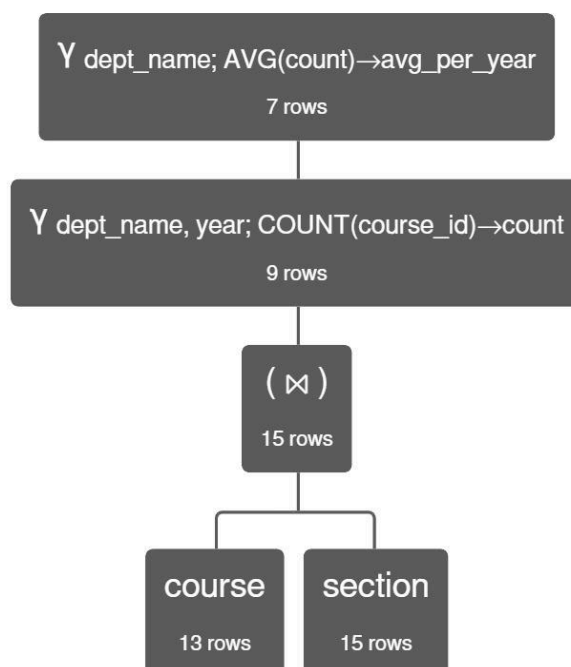 γ dept_name; AVG(count)→avg_per_year
7 rows
γ dept_name, year; COUNT(course_id)→count
9 rows
( ⋈ )
15 rows
course
13 rows
section
15 rows